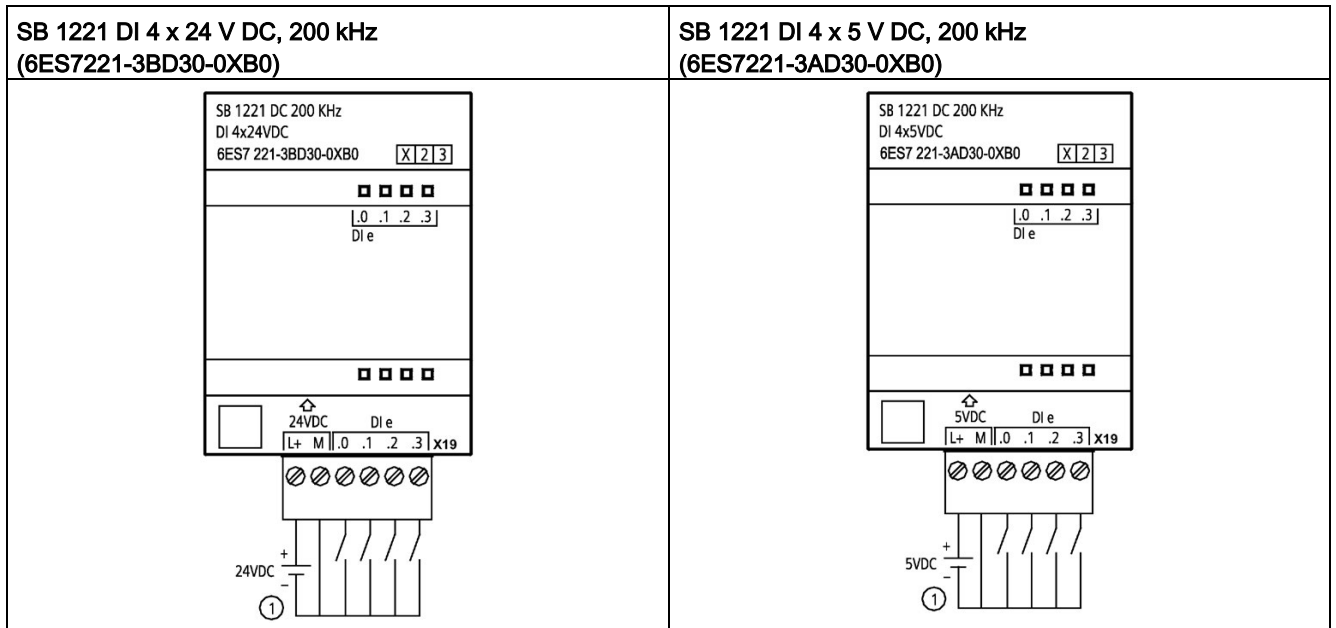 SB 1221 DI 4 x 24 V DC, 200 kHz
(6ES7221-3BD30-0XB0)
SB 1221 DI 4 x 5 V DC, 200 kHz
(6ES7221-3AD30-0XB0)
SB 1221 DC 200 KHz
DI 4x24VDC
6ES7 221-3BD30-0XB0 X 2 3
.0 .1 .2 .3
DI e
24VDC DI e
L+ M .0 .1 .2 .3 X19
+
24VDC
–
1
SB 1221 DC 200 KHz
DI 4x5VDC
6ES7 221-3AD30-0XB0 X 2 3
.0 .1 .2 .3
DI e
5VDC DI e
L+ M .0 .1 .2 .3 X19
+
5VDC
–
1